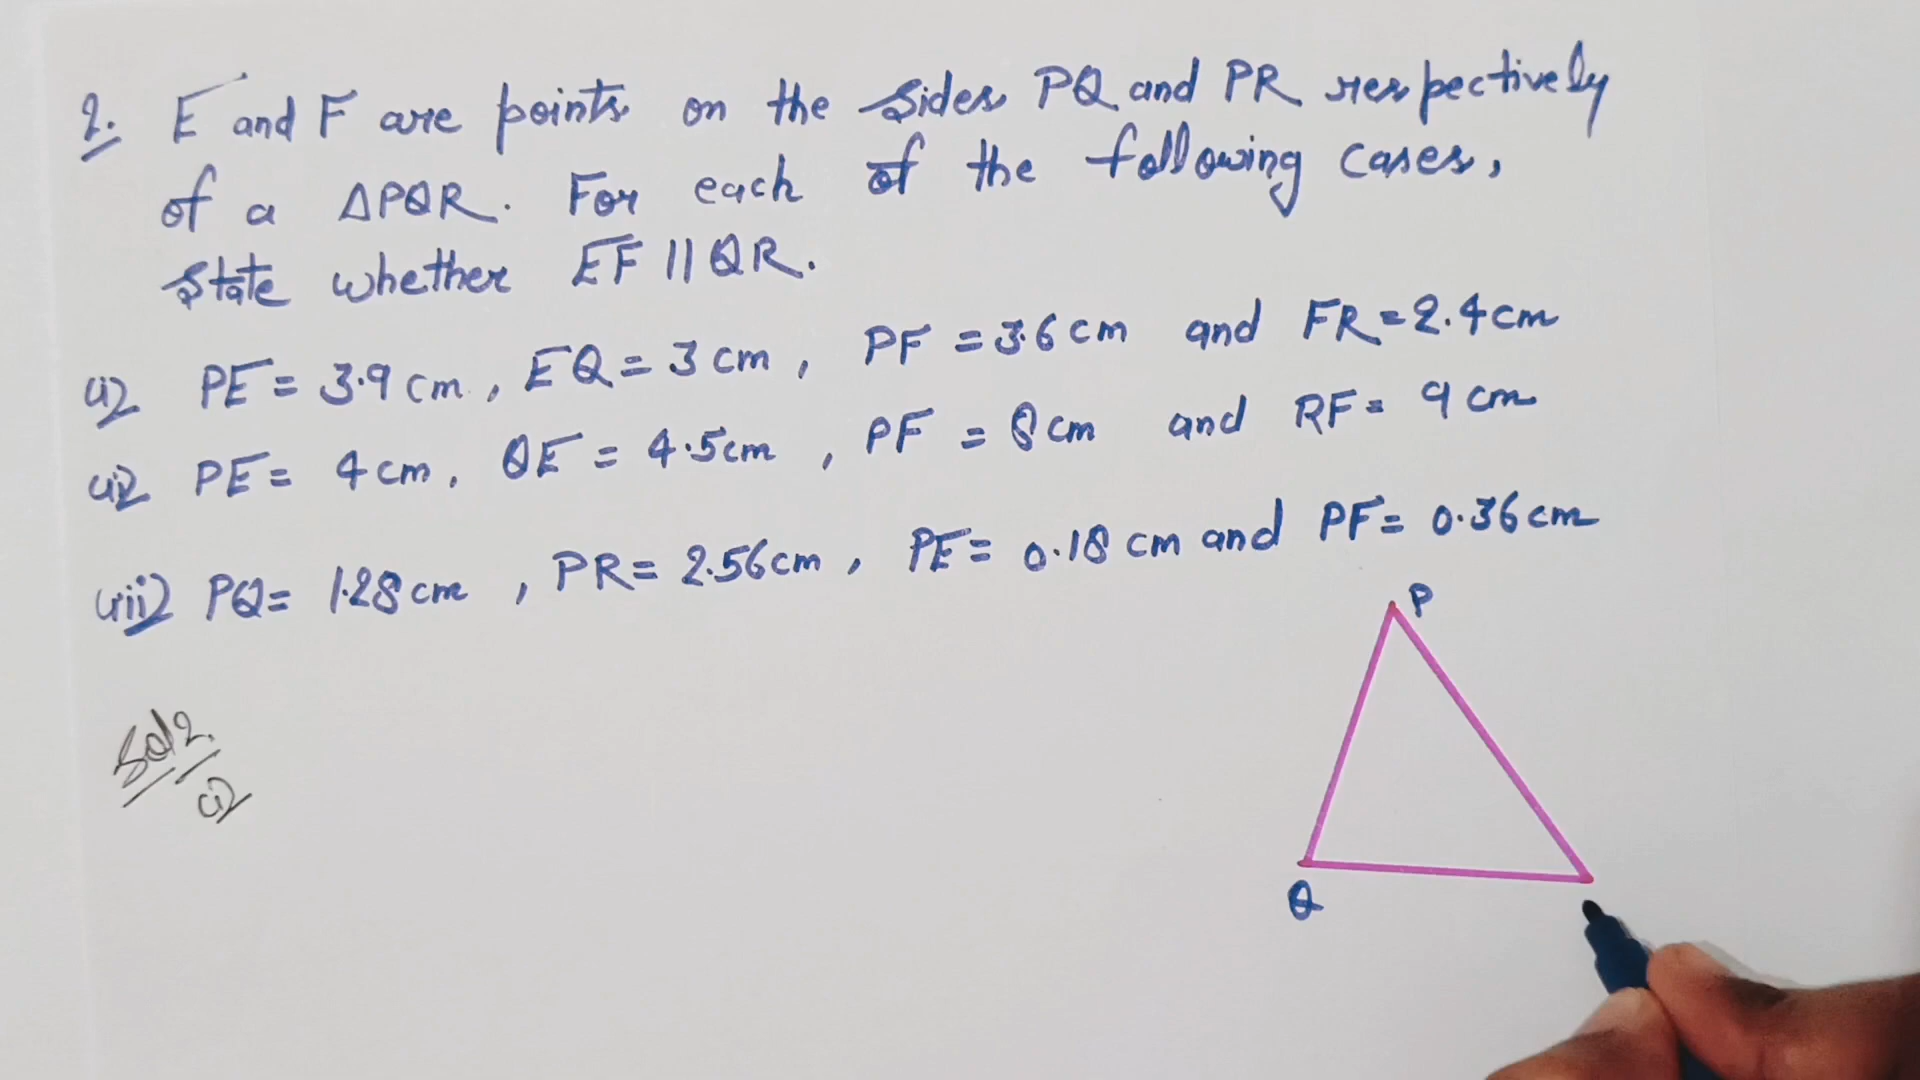 2. E and F are points on the sides PQ and PR respectively
of a ΔPQR. For each of the following cases,
state whether EF || QR.
(i) PE = 3.9 cm, EQ = 3 cm, PF = 3.6 cm and FR = 2.4 cm
(ii) PE = 4 cm, QE = 4.5 cm, PF = 8 cm and RF = 9 cm
(iii) PQ = 1.28 cm, PR = 2.56 cm, PE = 0.18 cm and PF = 0.36 cm
P
Sol 2.
(i)
Q